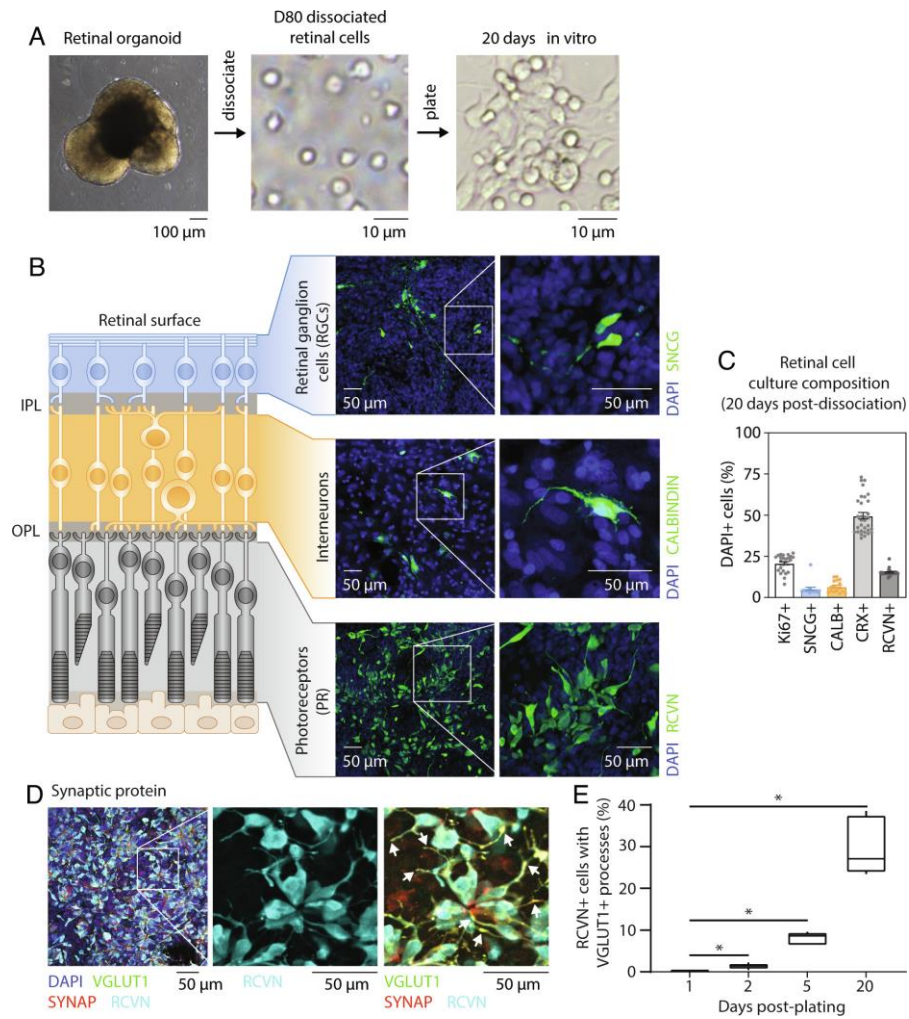 A
Retinal organoid
dissociate
D80 dissociated
retinal cells
plate
20 days in vitro
100 µm
10 µm
10 µm
B
Retinal surface
IPL
OPL
Retinal ganglion
cells (RGCs)
50 µm
50 µm
DAPI SNCG
Interneurons
50 µm
50 µm
DAPI CALBINDIN
Photoreceptors
(PR)
50 µm
50 µm
DAPI RCVN
C
Retinal cell
culture composition
(20 days post-dissociation)
DAPI+ cells (%)
100
75
50
25
0
Ki67+
SNCG+
CALB+
CRX+
RCVN+
D
Synaptic protein
DAPI VGLUT1
SYNAP RCVN
50 µm
RCVN
50 µm
VGLUT1
SYNAP RCVN
50 µm
E
RCVN+ cells with
VGLUT1+ processes (%)
40
30
20
10
0
*
*
*
1 2 5 20
Days post-plating